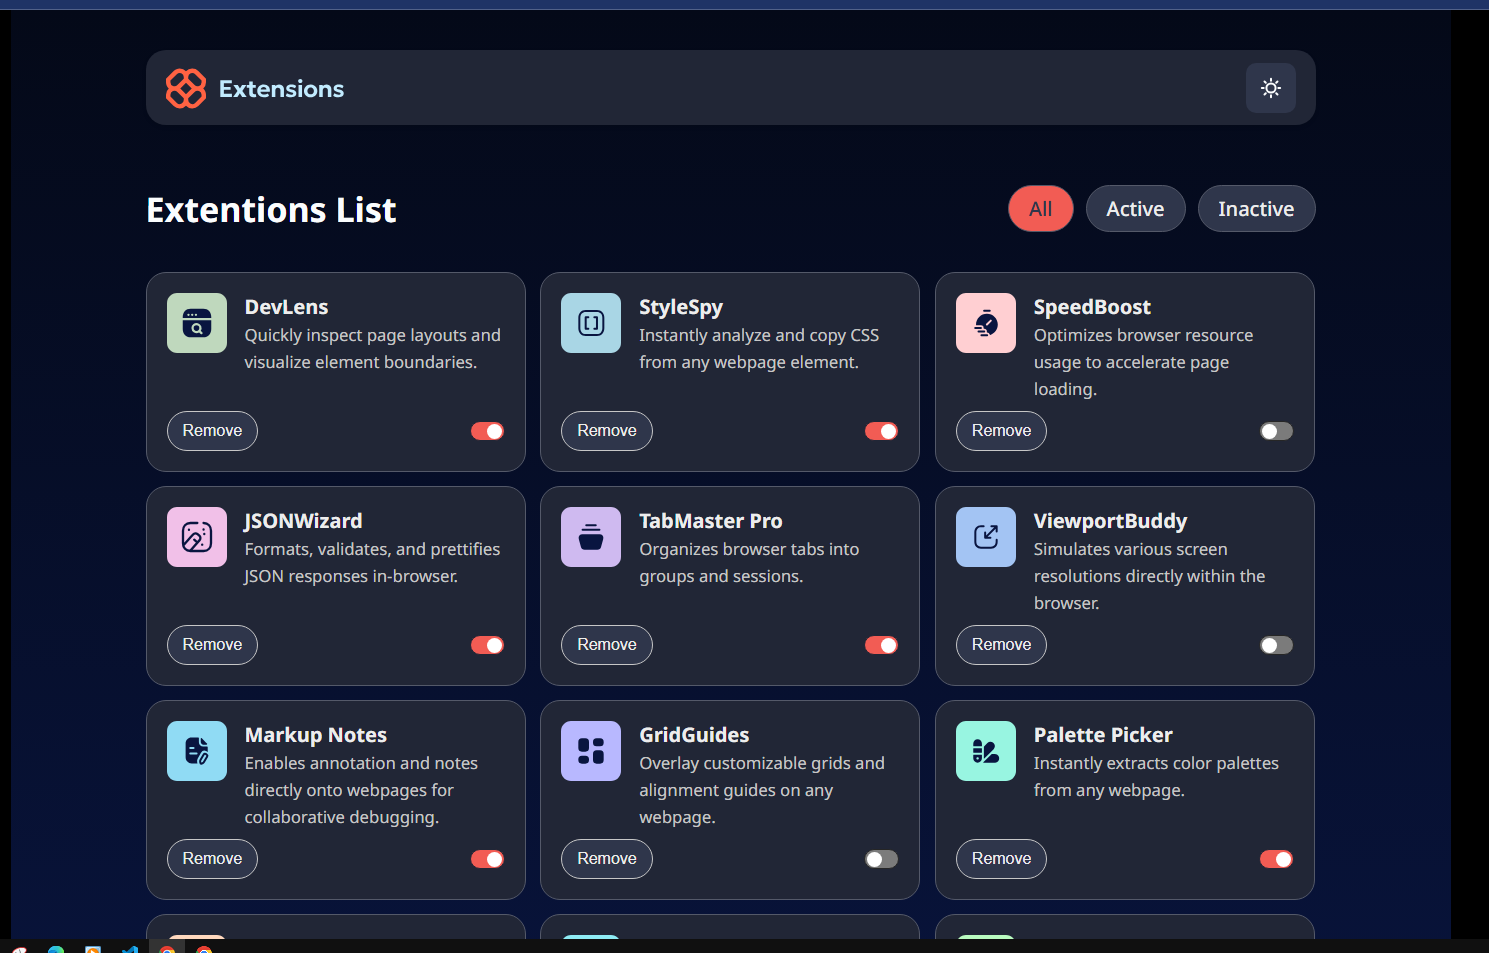 Extensions
Extentions List
All
Active
Inactive
DevLens
Quickly inspect page layouts and
visualize element boundaries.
Remove
StyleSpy
Instantly analyze and copy CSS
from any webpage element.
Remove
SpeedBoost
Optimizes browser resource
usage to accelerate page
loading.
Remove
JSONWizard
Formats, validates, and prettifies
JSON responses in-browser.
Remove
TabMaster Pro
Organizes browser tabs into
groups and sessions.
Remove
ViewportBuddy
Simulates various screen
resolutions directly within the
browser.
Remove
Markup Notes
Enables annotation and notes
directly onto webpages for
collaborative debugging.
Remove
GridGuides
Overlay customizable grids and
alignment guides on any
webpage.
Remove
Palette Picker
Instantly extracts color palettes
from any webpage.
Remove